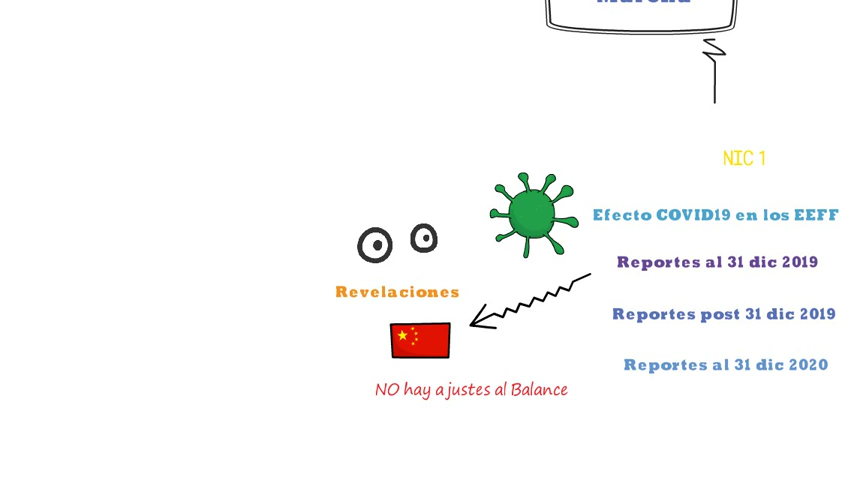 NIC 1
Efecto COVID19 en los EEFF
Reportes al 31 dic 2019
Revelaciones
Reportes post 31 dic 2019
Reportes al 31 dic 2020
NO hay ajustes al Balance